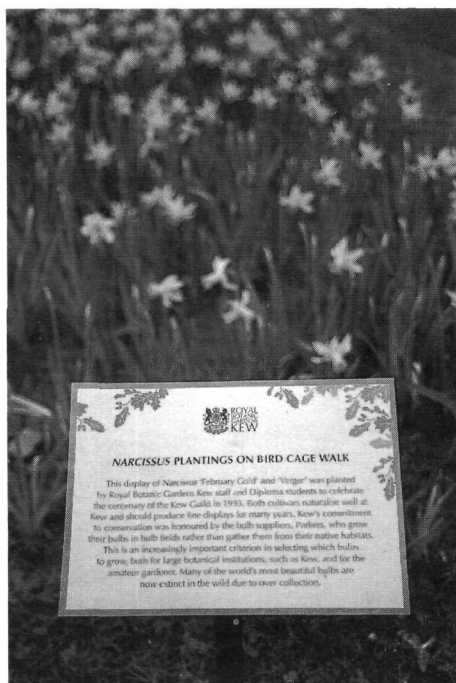 ROYAL
BOTANIC
GARDENS
KEW
NARCISSUS PLANTINGS ON BIRD CAGE WALK
This display of Narcissus 'February Gold' and 'Verger' was planted
by Royal Botanic Gardens Kew staff and Diploma students to celebrate
the centenary of the Kew Guild in 1993. Both cultivars naturalise well at
Kew and should produce fine displays for many years. Kew's commitment
to conservation was honoured by the bulb suppliers, Parkers, who grow
their bulbs in bulb fields rather than gather them from their native habitats.
This is an increasingly important criterion in selecting which bulbs
to grow, both for large botanical institutions, such as Kew, and for the
amateur gardener. Many of the world's most beautiful bulbs are
now extinct in the wild due to over collection.